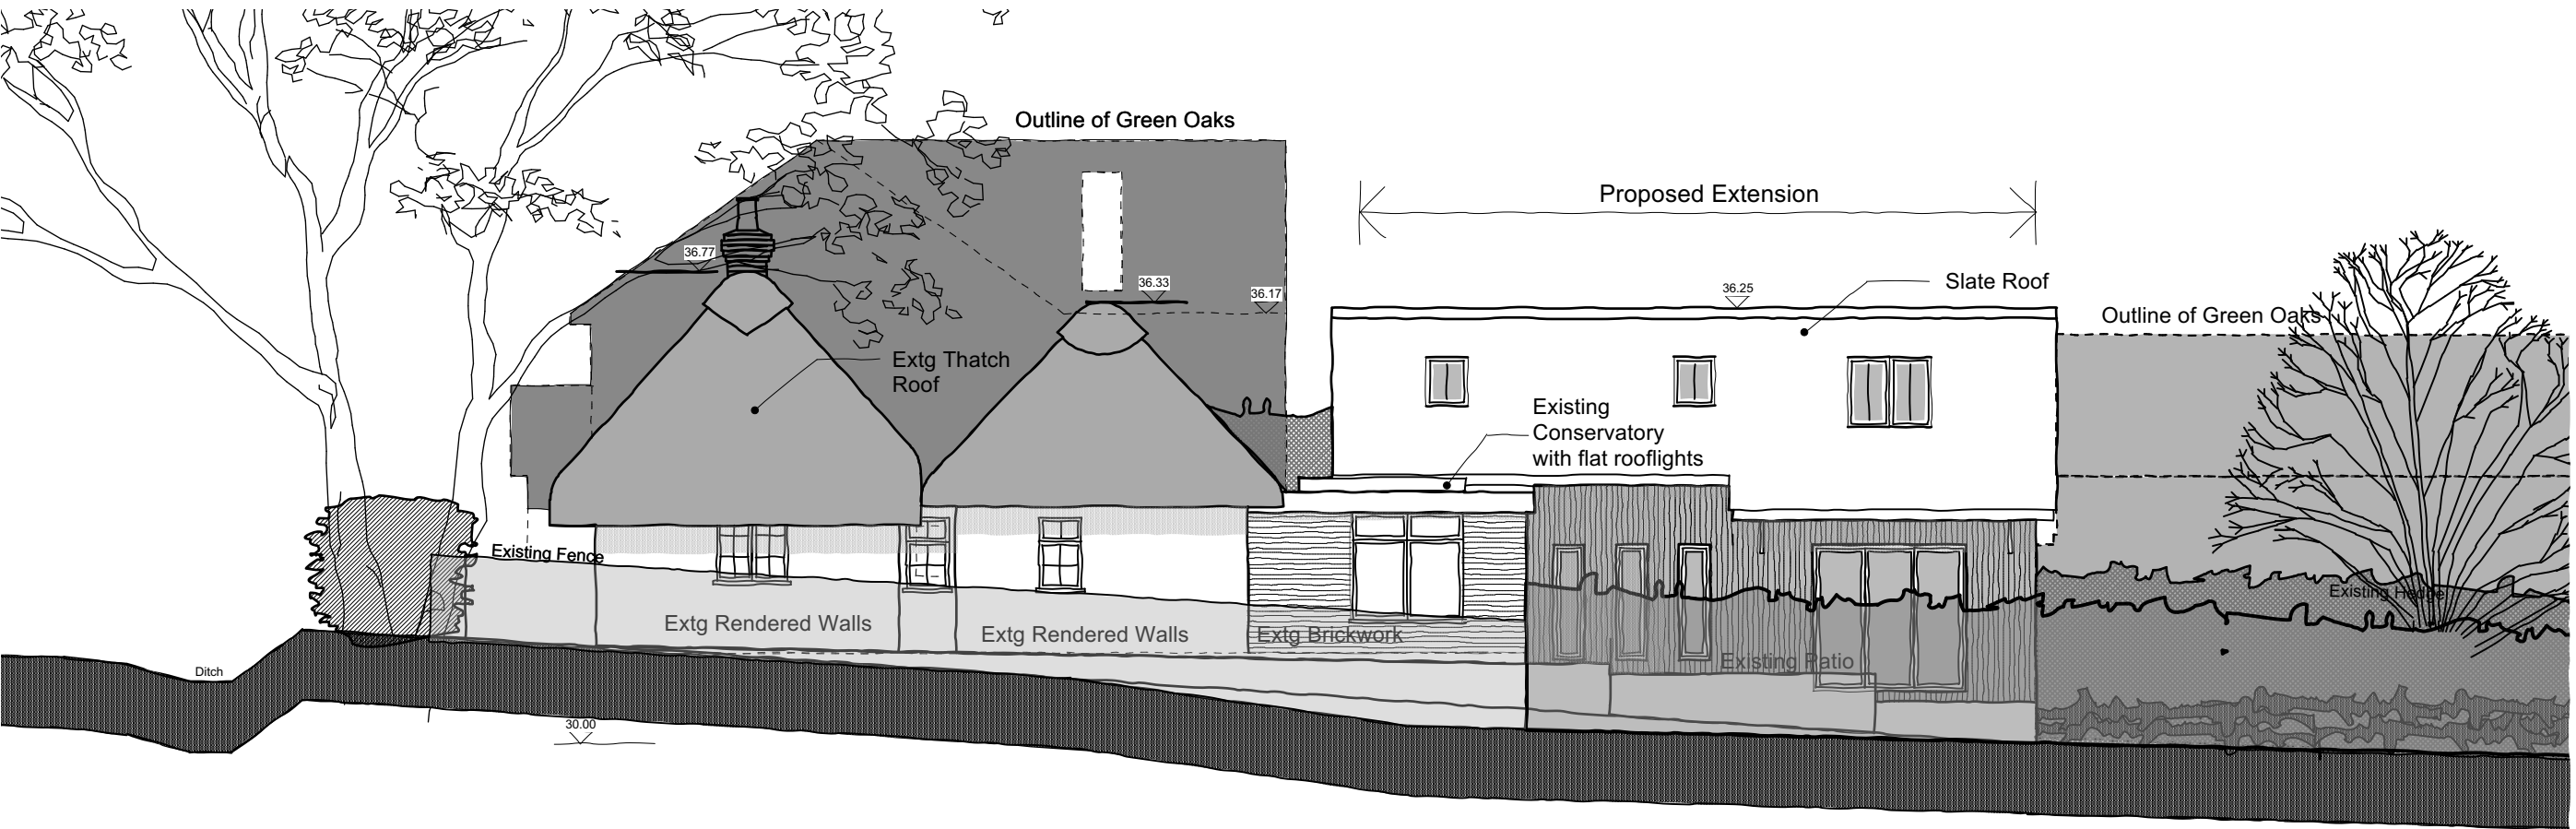 Outline of Green Oaks
Proposed Extension
36.77
36.33
36.17
36.25
Slate Roof
Outline of Green Oaks
Extg Thatch
Roof
Existing
Conservatory
with flat rooflights
Existing Fence
Existing Hedge
Extg Rendered Walls
Extg Rendered Walls
Extg Brickwork
Existing Patio
Ditch
30.00